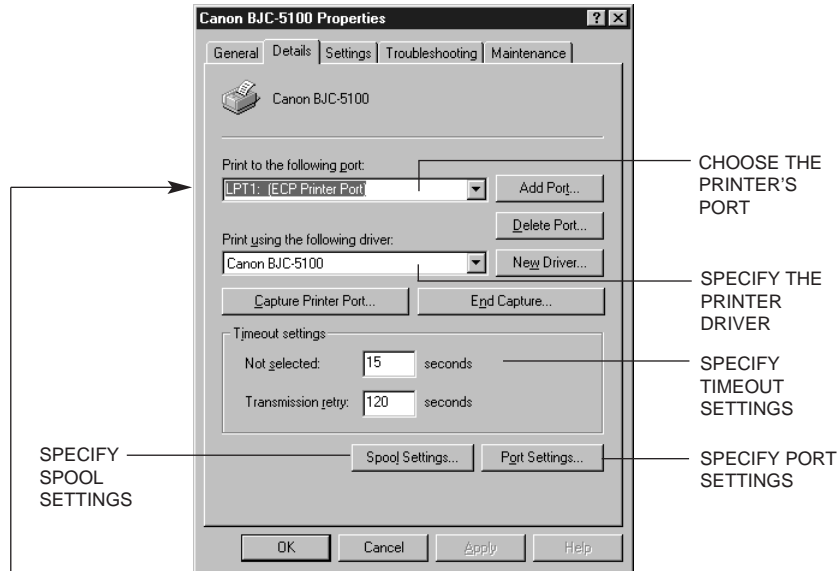 Canon BJC-5100 Properties
General Details Settings Troubleshooting Maintenance
Canon BJC-5100
Print to the following port:
LPT1: (ECP Printer Port)
Add Port...
Delete Port...
Print using the following driver:
Canon BJC-5100
New Driver...
Capture Printer Port...
End Capture...
Timeout settings
Not selected: 15 seconds
Transmission retry: 120 seconds
Spool Settings...
Port Settings...
OK Cancel Apply Help
CHOOSE THE
PRINTER'S
PORT
SPECIFY THE
PRINTER
DRIVER
SPECIFY
TIMEOUT
SETTINGS
SPECIFY PORT
SETTINGS
SPECIFY
SPOOL
SETTINGS